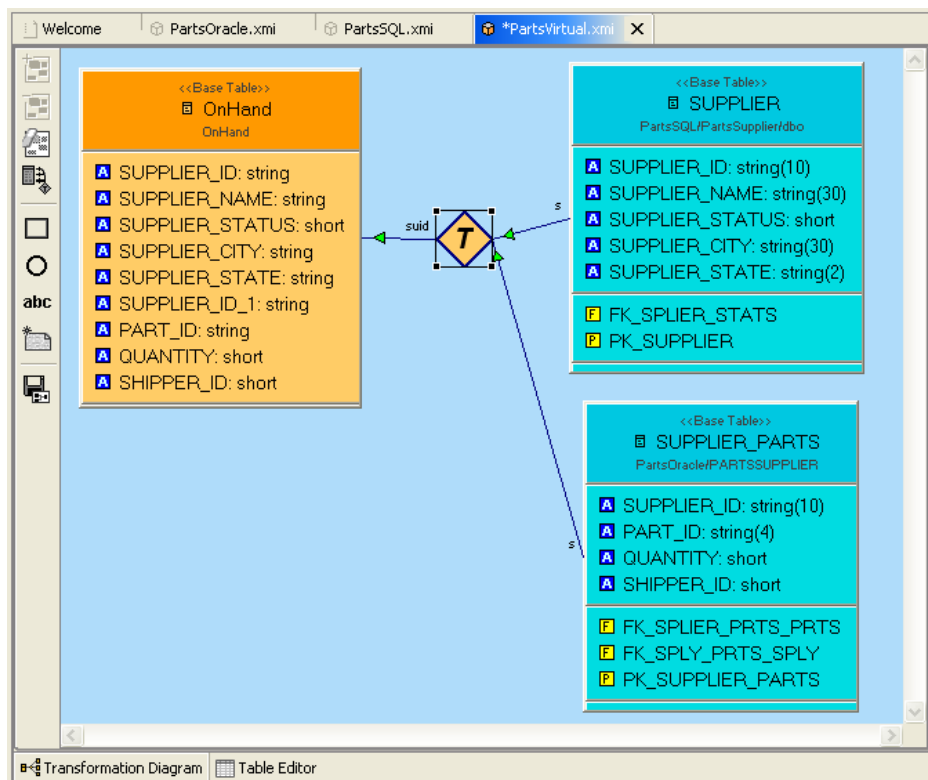 Welcome
PartsOracle.xmi
PartsSQL.xmi
*PartsVirtual.xmi
abc
<<Base Table>>
OnHand
OnHand
A SUPPLIER_ID: string
A SUPPLIER_NAME: string
A SUPPLIER_STATUS: short
A SUPPLIER_CITY: string
A SUPPLIER_STATE: string
A SUPPLIER_ID_1: string
A PART_ID: string
A QUANTITY: short
A SHIPPER_ID: short
suid
T
s
s
<<Base Table>>
SUPPLIER
PartsSQL/PartsSupplier/dbo
A SUPPLIER_ID: string(10)
A SUPPLIER_NAME: string(30)
A SUPPLIER_STATUS: short
A SUPPLIER_CITY: string(30)
A SUPPLIER_STATE: string(2)
F FK_SPLIER_STATS
P PK_SUPPLIER
<<Base Table>>
SUPPLIER_PARTS
PartsOracle/PARTSSUPPLIER
A SUPPLIER_ID: string(10)
A PART_ID: string(4)
A QUANTITY: short
A SHIPPER_ID: short
F FK_SPLIER_PRTS_PRTS
F FK_SPLY_PRTS_SPLY
P PK_SUPPLIER_PARTS
Transformation Diagram
Table Editor